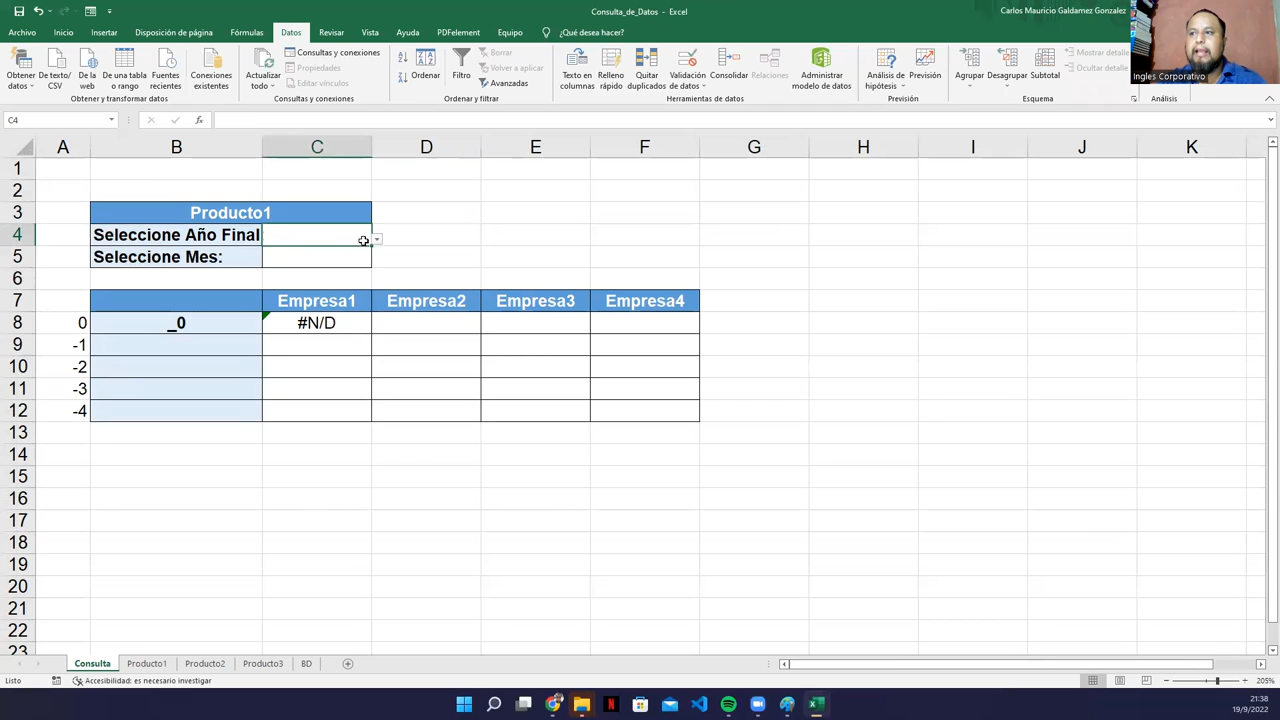 Consulta_de_Datos - Excel
Carlos Mauricio Galdamez Gonzalez
Archivo Inicio Insertar Disposición de página Fórmulas Datos Revisar Vista Ayuda PDFelement Equipo ¿Qué desea hacer?
Obtener datos
De texto/CSV
De la web
De una tabla o rango
Fuentes recientes
Conexiones existentes
Obtener y transformar datos
Actualizar todo
Consultas y conexiones
Propiedades
Editar vínculos
Consultas y conexiones
Ordenar
Filtro
Borrar
Volver a aplicar
Avanzadas
Ordenar y filtrar
Texto en columnas
Relleno rápido
Quitar duplicados
Validación de datos
Consolidar
Relaciones
Administrar modelo de datos
Herramientas de datos
Análisis de hipótesis
Previsión
Previsión
Agrupar
Desagrupar
Subtotal
Mostrar detalle
Ocultar detalle
Esquema
Análisis
Ingles Corporativo
C4
fx
A B C D E F G H I J K
1
2
3 Producto1
4 Seleccione Año Final
5 Seleccione Mes:
6
7 Empresa1 Empresa2 Empresa3 Empresa4
8 0 _0 #N/D
9 -1
10 -2
11 -3
12 -4
13
14
15
16
17
18
19
20
21
22
23
Consulta Producto1 Producto2 Producto3 BD
Listo Accesibilidad: es necesario investigar 205%
21:38
19/9/2022